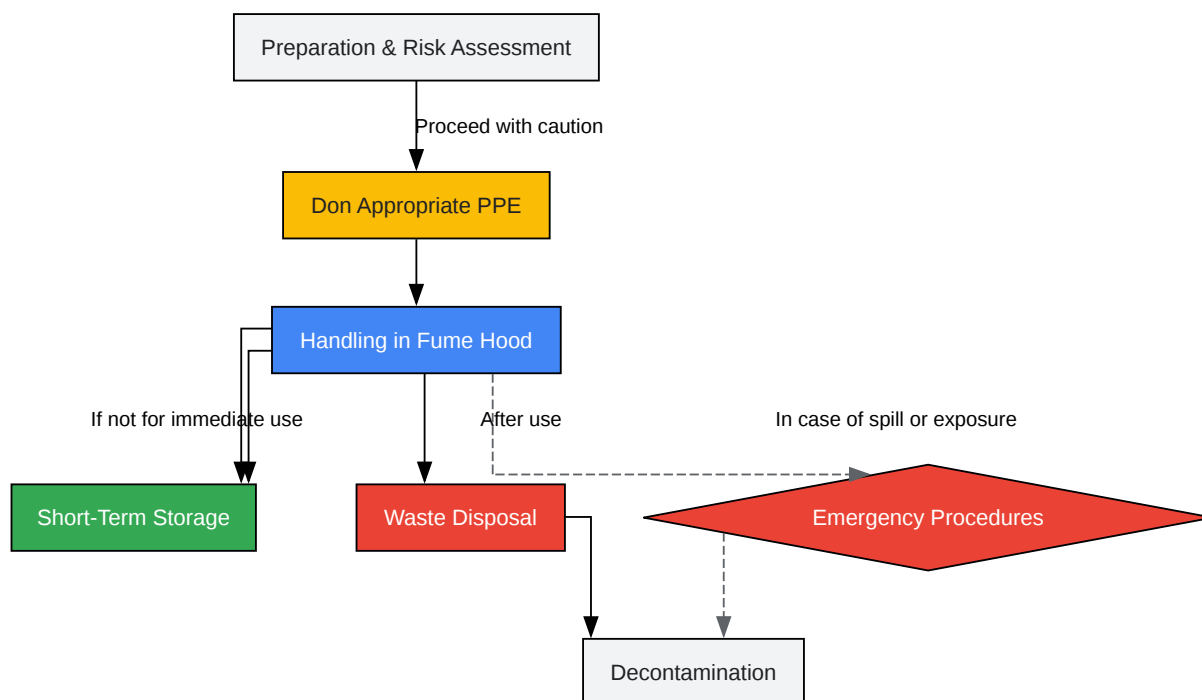 Preparation & Risk Assessment
Proceed with caution
Don Appropriate PPE
Handling in Fume Hood
If not for immediate use
After use
In case of spill or exposure
Short-Term Storage
Waste Disposal
Emergency Procedures
Decontamination